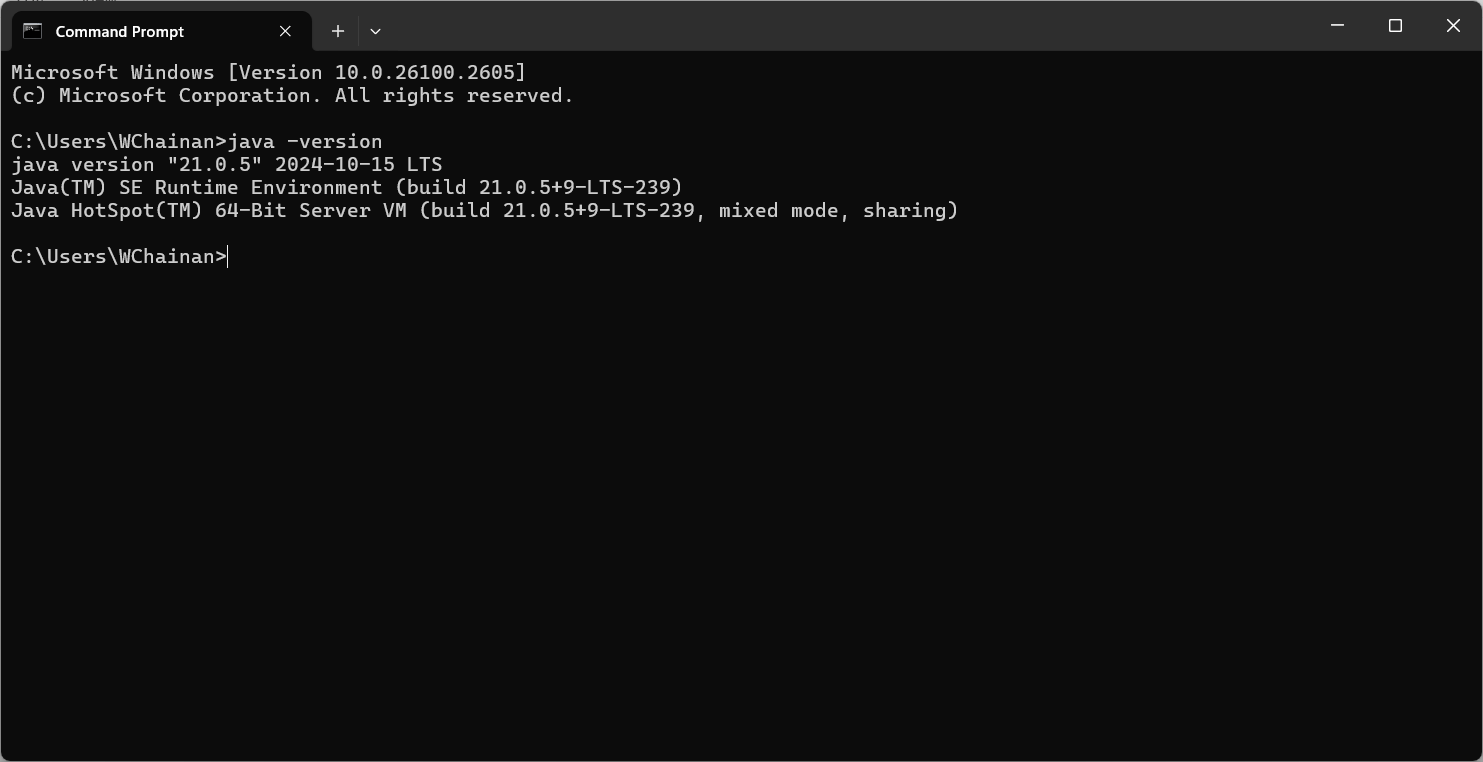 Command Prompt
Microsoft Windows [Version 10.0.26100.2605]
(c) Microsoft Corporation. All rights reserved.
C:\Users\WChainan>java -version
java version "21.0.5" 2024-10-15 LTS
Java(TM) SE Runtime Environment (build 21.0.5+9-LTS-239)
Java HotSpot(TM) 64-Bit Server VM (build 21.0.5+9-LTS-239, mixed mode, sharing)
C:\Users\WChainan>